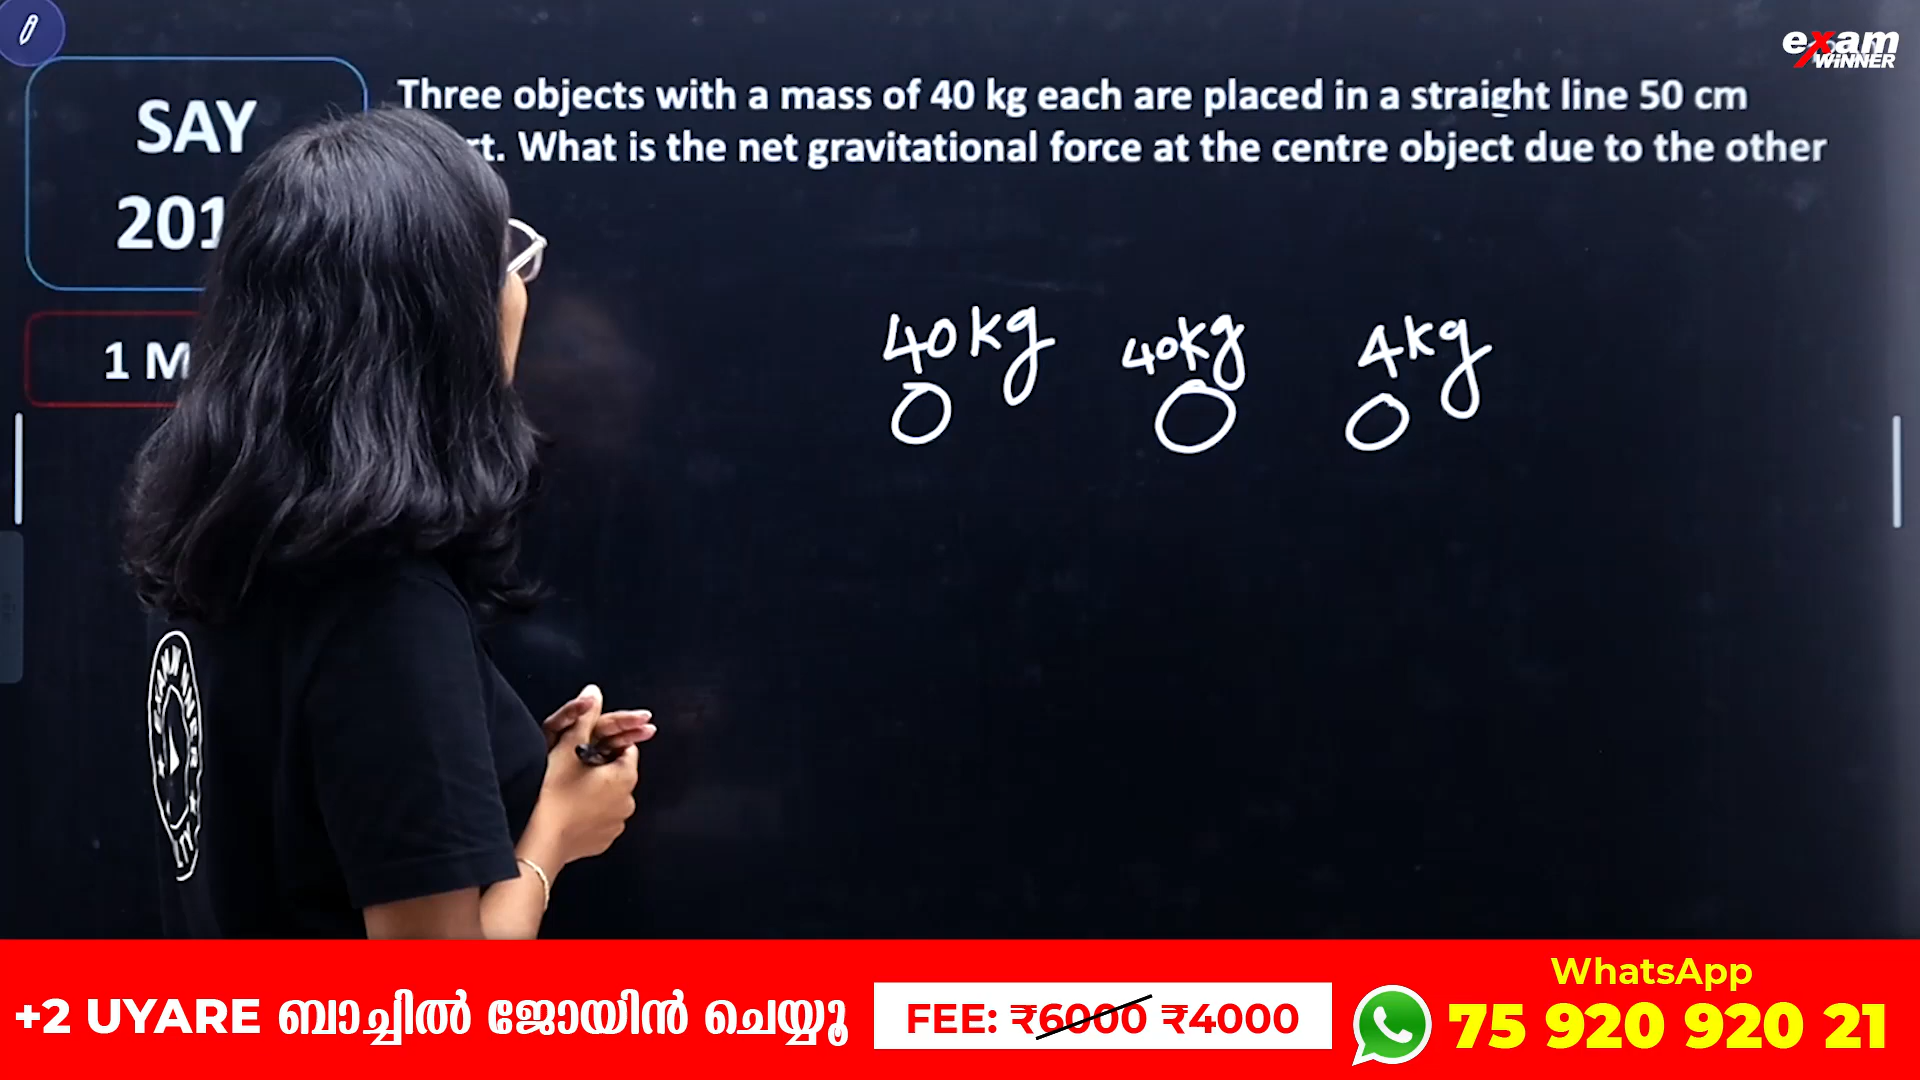 exam
WiNNER
SAY
201
Three objects with a mass of 40 kg each are placed in a straight line 50 cm
rt. What is the net gravitational force at the centre object due to the other
1 M
40kg
40kg
4kg
+2 UYARE ബാച്ചിൽ ജോയിൻ ചെയ്യൂ
FEE: ₹6000 ₹4000
WhatsApp
75 920 920 21